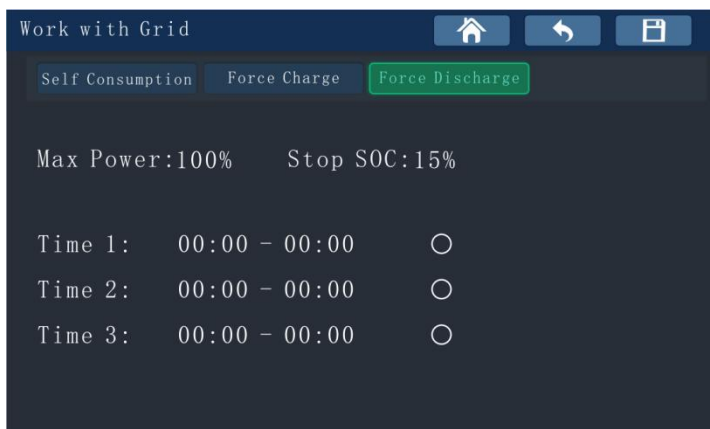 Work with Grid
Self Consumption Force Charge Force Discharge
Max Power:100% Stop SOC:15%
Time 1: 00:00 - 00:00
Time 2: 00:00 - 00:00
Time 3: 00:00 - 00:00